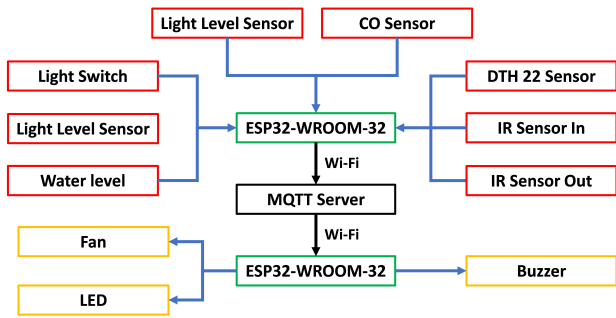 Light Level Sensor
CO Sensor
Light Switch
DTH 22 Sensor
Light Level Sensor
ESP32-WROOM-32
IR Sensor In
Wi-Fi
Water level
IR Sensor Out
MQTT Server
Wi-Fi
Fan
ESP32-WROOM-32
Buzzer
LED